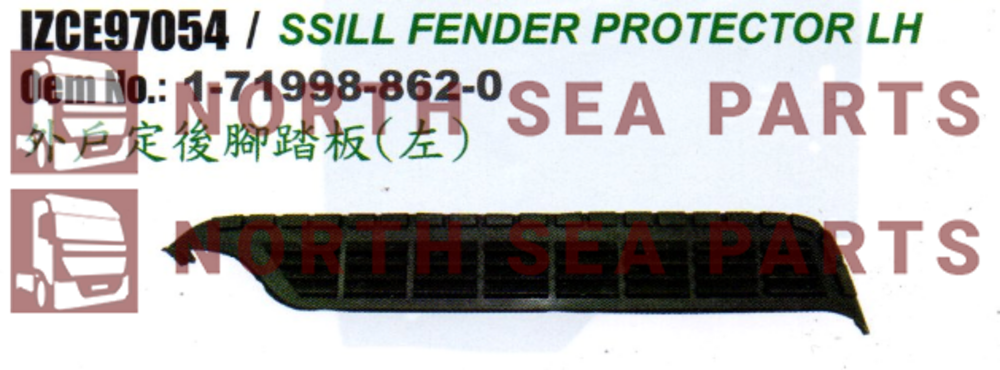 IZCE97054 / SSILL FENDER PROTECTOR LH
Oem No.: 1-71998-862-0
NORTH SEA PARTS
外戶定後腳踏板(左)
NORTH SEA PARTS